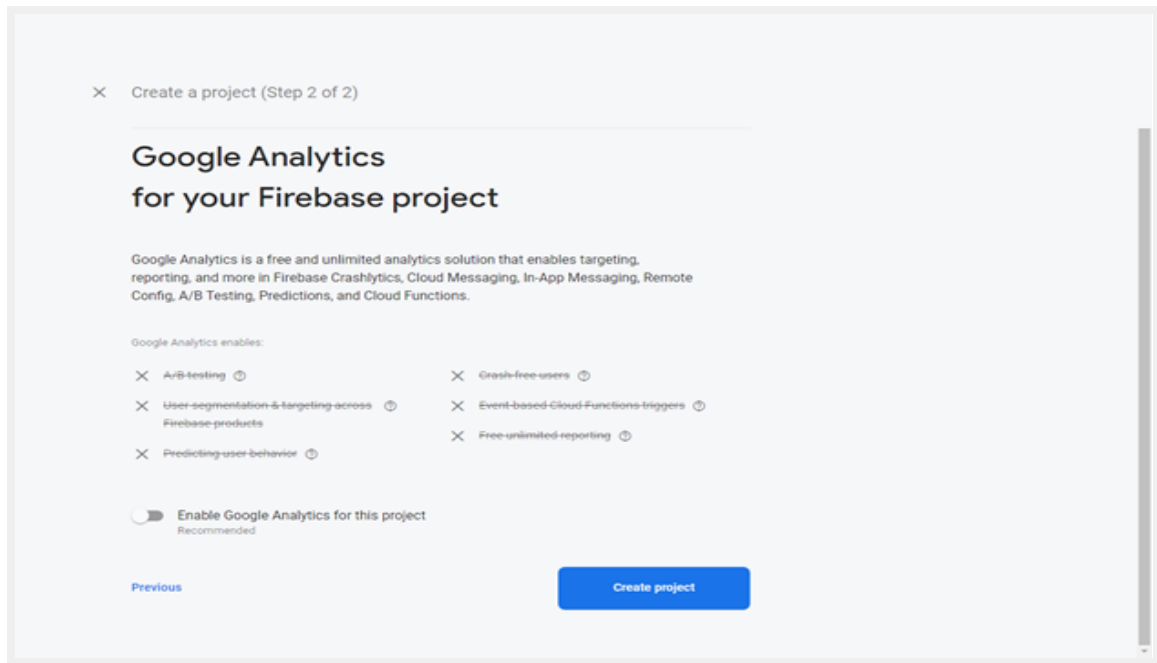 Create a project (Step 2 of 2)
Google Analytics
for your Firebase project
Google Analytics is a free and unlimited analytics solution that enables targeting,
reporting, and more in Firebase Crashlytics, Cloud Messaging, In-App Messaging, Remote
Config, A/B Testing, Predictions, and Cloud Functions.
Google Analytics enables:
A/B testing
User segmentation & targeting across
Firebase products
Predicting user behavior
Crash-free users
Event-based Cloud Functions triggers
Free unlimited reporting
Enable Google Analytics for this project
Recommended
Previous
Create project